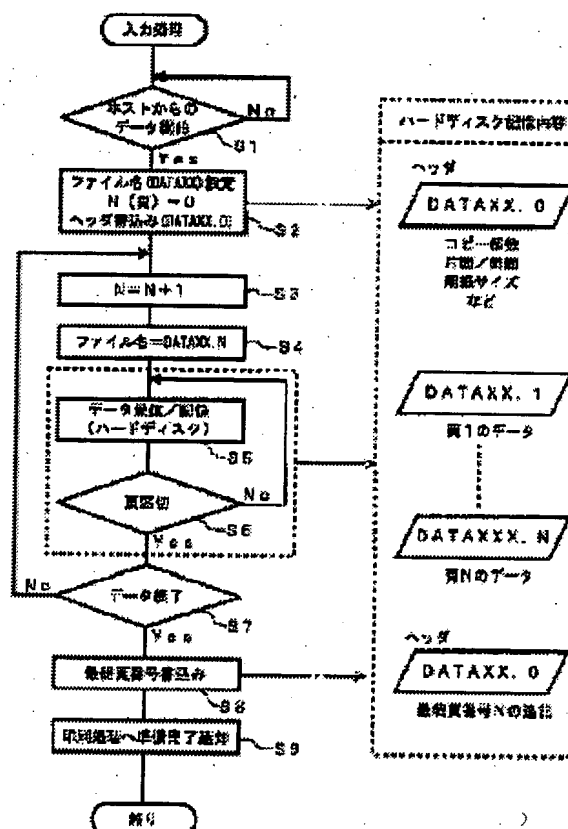 入力処理
ホストからの
データ
No
S1
Yes
ファイル名(DATAXX)設定
N(頁)=0
ヘッダ書込み(DATAXX.0)
S2
N=N+1
S3
ファイル名=DATAXX.N
S4
データ受信/記憶
(ハードディスク)
S5
頁区切
No
S6
Yes
No
データ終了
S7
Yes
最終頁番号書込み
S8
印刷処理へ準備完了通知
S9
終り
ハードディスク記憶内容
ヘッダ
DATAXX. 0
コピー部数
片面/両面
用紙サイズ
など
DATAXX. 1
頁1のデータ
DATAXXX. N
頁Nのデータ
ヘッダ
DATAXX. 0
最終頁番号Nの追記